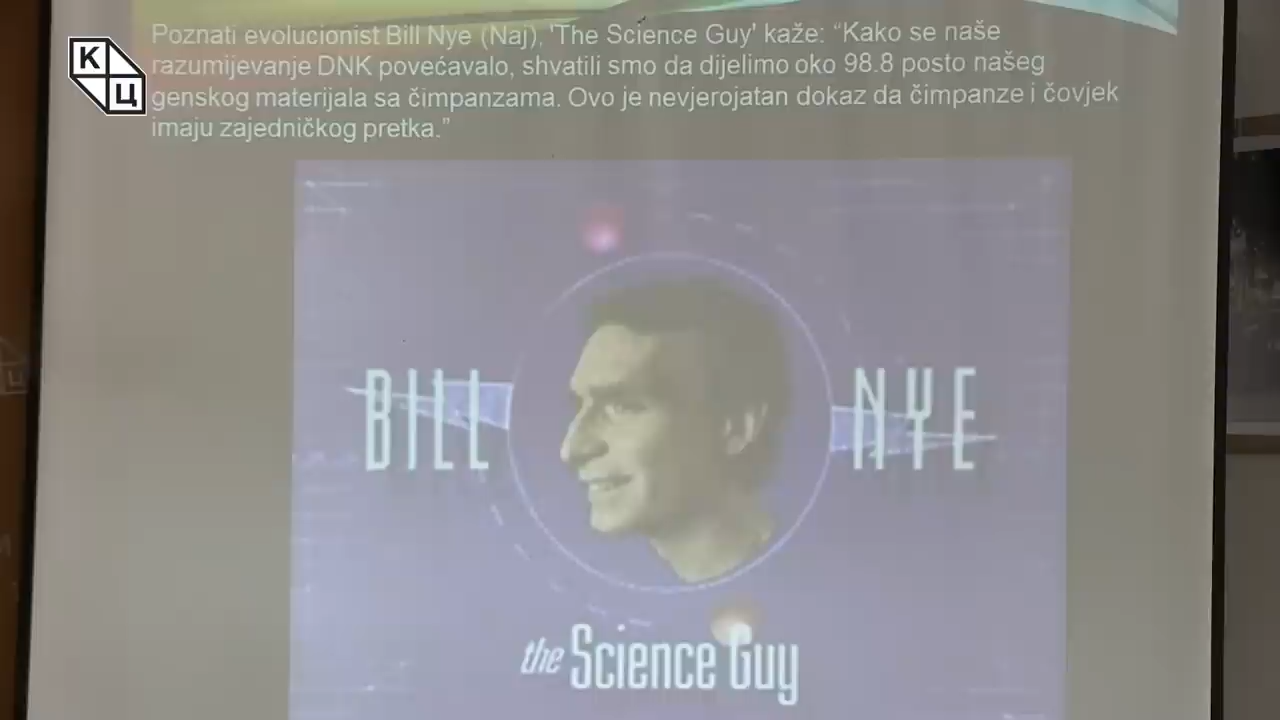 КЦ
Poznati evolucionist Bill Nye (Naj), 'The Science Guy' kaže: “Kako se naše
razumijevanje DNK povećavalo, shvatili smo da dijelimo oko 98.8 posto našeg
genskog materijala sa čimpanzama. Ovo je nevjerojatan dokaz da čimpanze i čovjek
imaju zajedničkog pretka.”
BILL NYE
the Science Guy